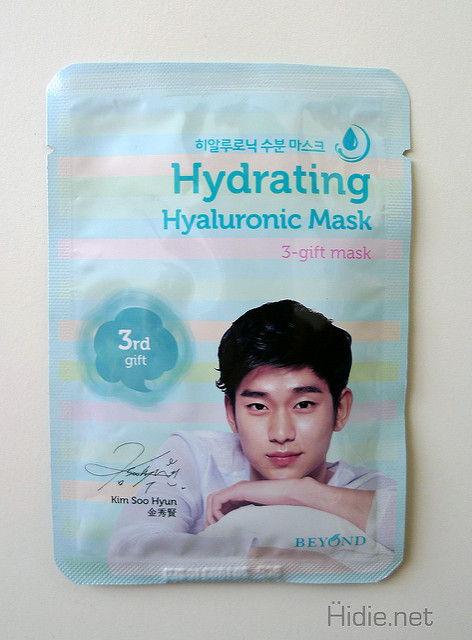 히알루로닉 수분 마스크
Hydrating
Hyaluronic Mask
3-gift mask
3rd
gift
Kim Soo Hyun
金秀賢
BEYOND
Hidie.net